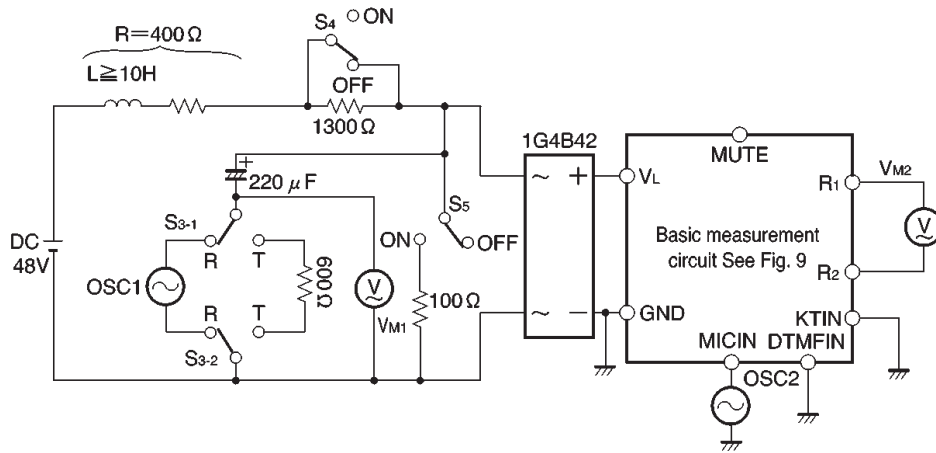 R=400Ω
L≧10H
S4
ON
OFF
1300Ω
1G4B42
MUTE
VL
R1
VM2
V
220μF
+
S5
~
+
S3-1
ON
OFF
DC
48V
R
T
Basic measurement
circuit See Fig. 9
OSC1
600Ω
V
VM1
100Ω
R2
R
T
~
−
GND
KTIN
S3-2
MICIN
DTMFIN
OSC2